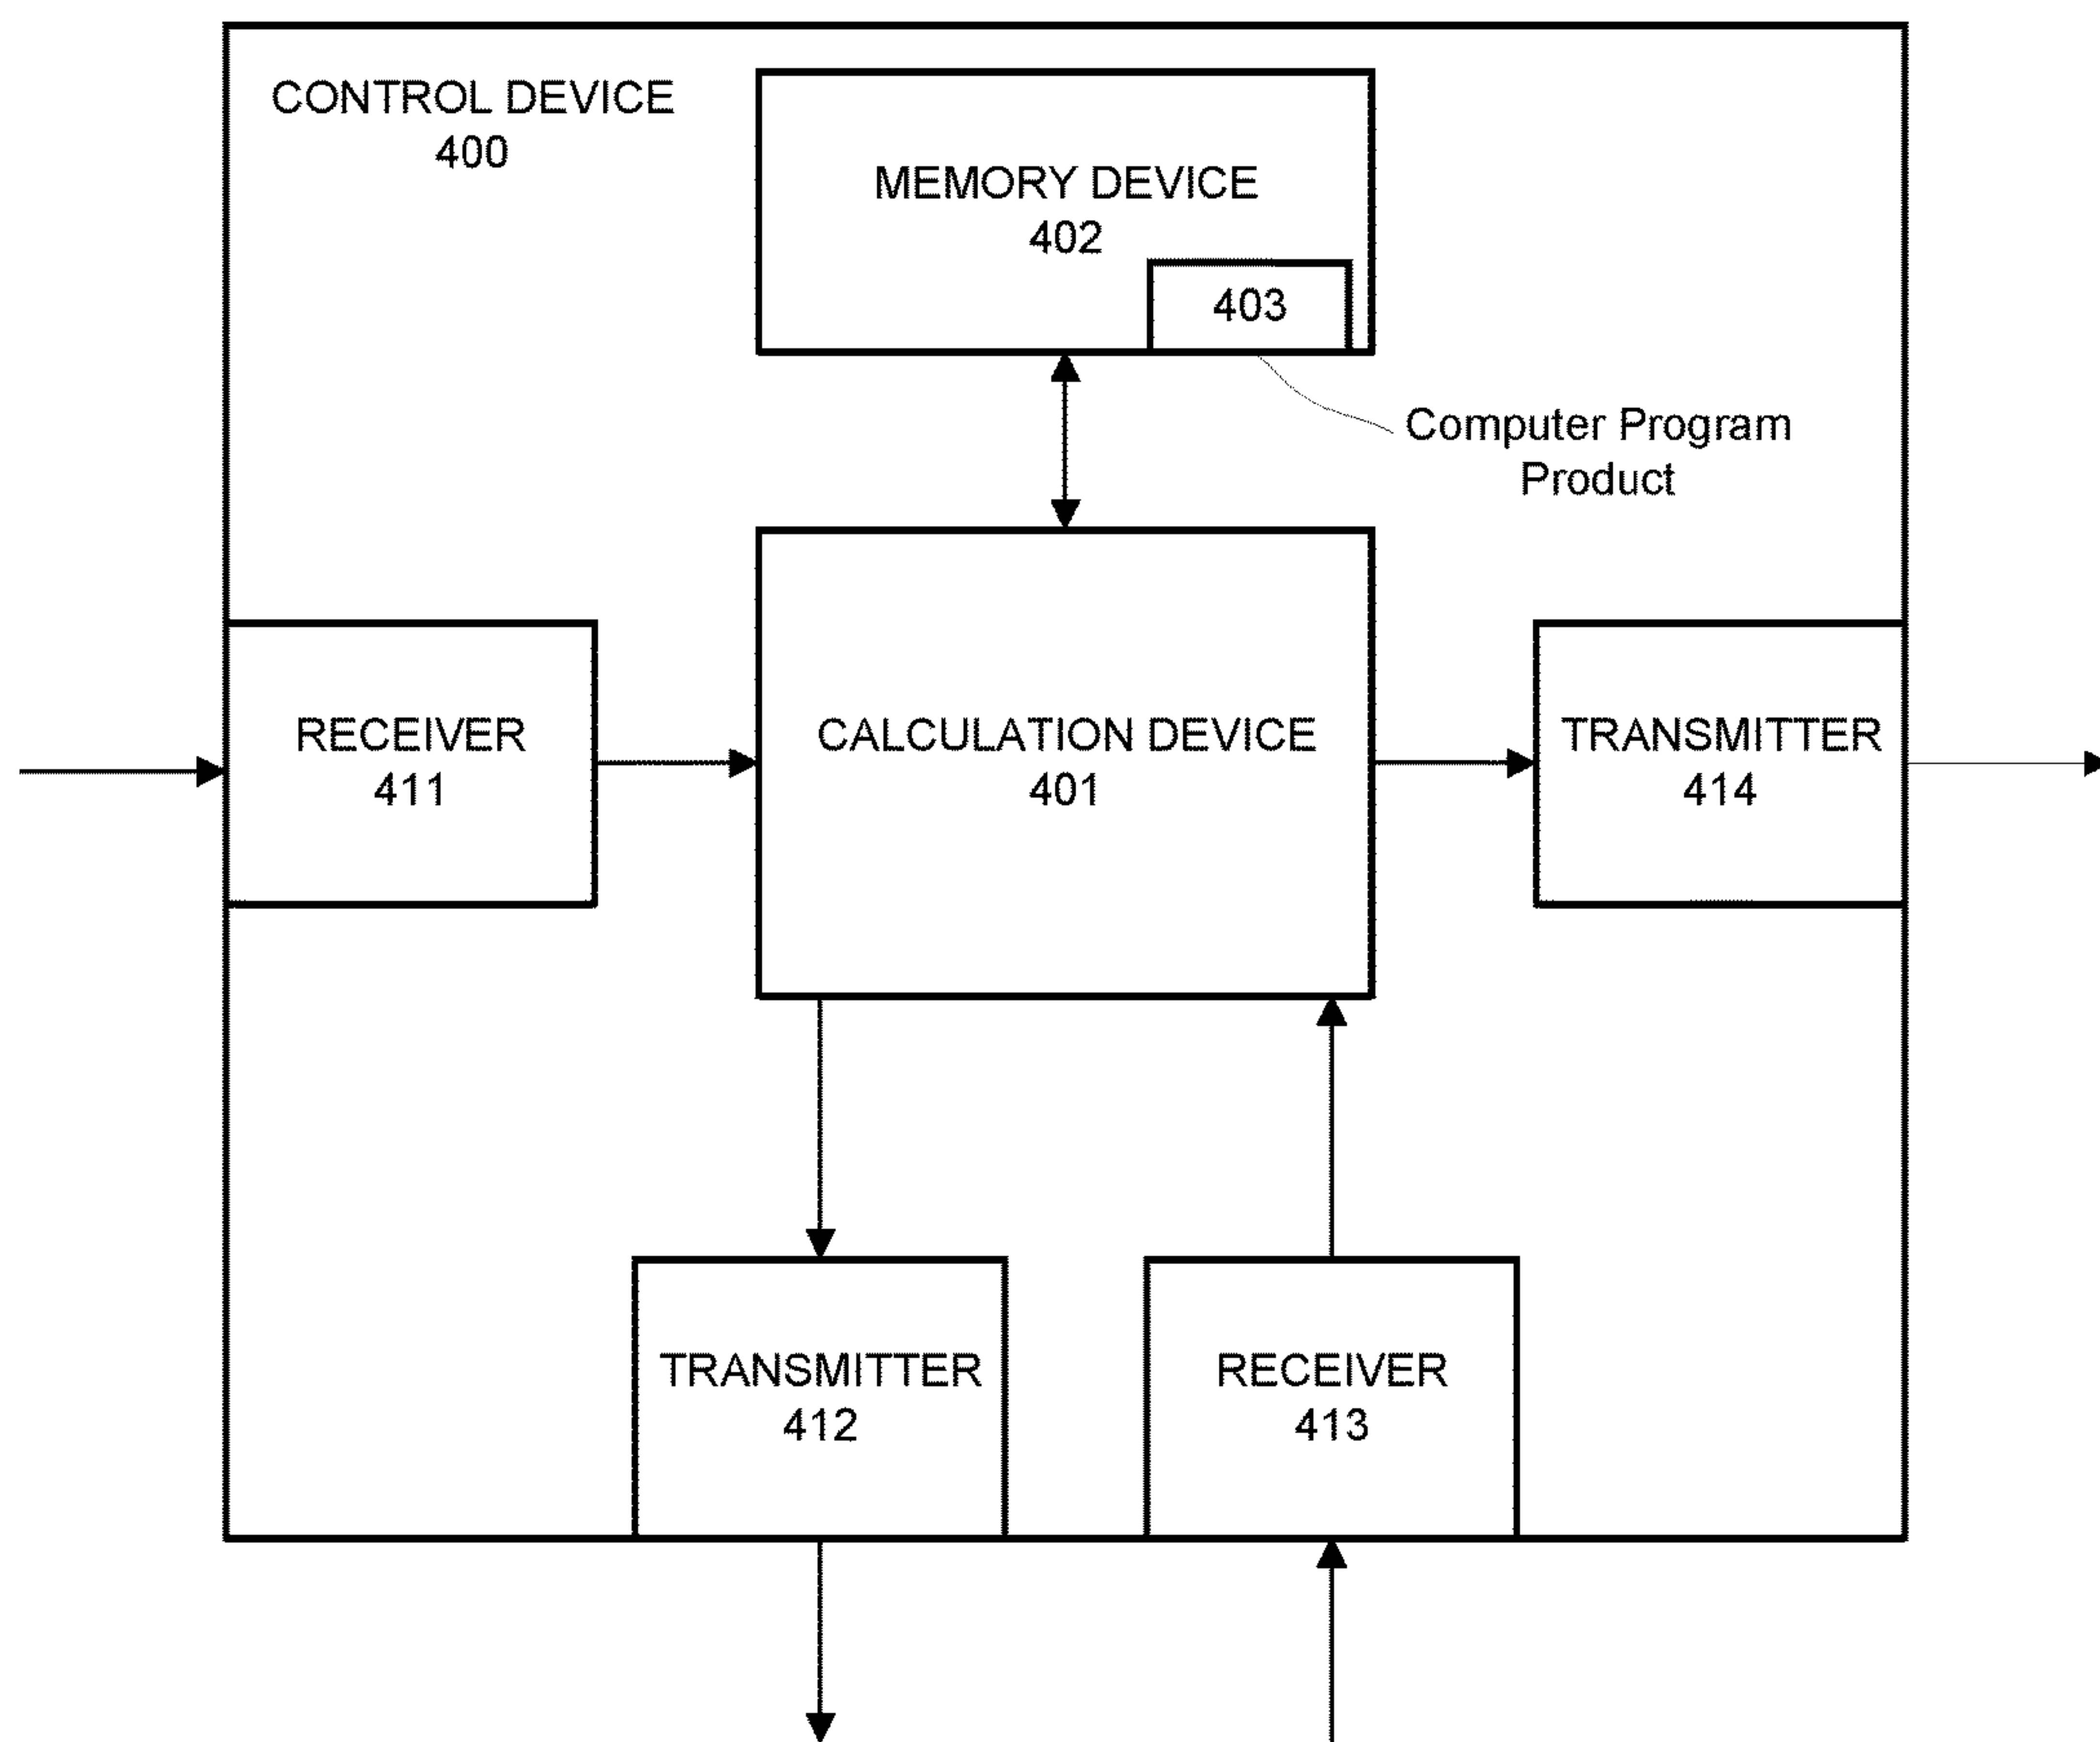 CONTROL DEVICE
400
MEMORY DEVICE
402
403
Computer Program
Product
RECEIVER
411
CALCULATION DEVICE
401
TRANSMITTER
414
TRANSMITTER
412
RECEIVER
413